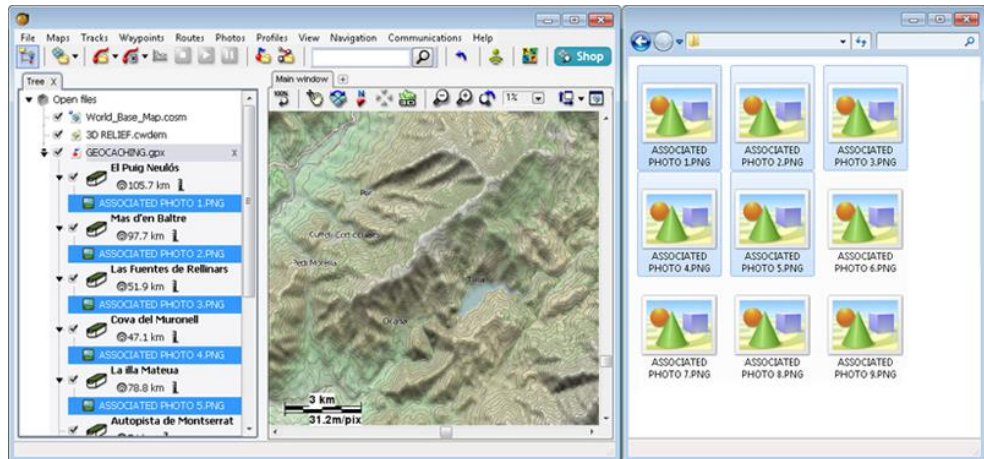 File Maps Tracks Waypoints Routes Photos Profiles View Navigation Communications Help
Shop
Tree X
Main window
100%
1%
Open files
World_Base_Map.cosm
3D RELIEF.cwdem
GEOCACHING.gpx X
El Puig Neulós
105.7 km
ASSOCIATED PHOTO 1.PNG
Mas d'en Baltre
97.7 km
ASSOCIATED PHOTO 2.PNG
Las Fuentes de Rellinars
51.9 km
ASSOCIATED PHOTO 3.PNG
Cova del Muronell
47.1 km
ASSOCIATED PHOTO 4.PNG
La illa Mateua
78.8 km
ASSOCIATED PHOTO 5.PNG
Autopista de Montserrat
3 km
31.2m/pix
ASSOCIATED
PHOTO 1.PNG
ASSOCIATED
PHOTO 2.PNG
ASSOCIATED
PHOTO 3.PNG
ASSOCIATED
PHOTO 4.PNG
ASSOCIATED
PHOTO 5.PNG
ASSOCIATED
PHOTO 6.PNG
ASSOCIATED
PHOTO 7.PNG
ASSOCIATED
PHOTO 8.PNG
ASSOCIATED
PHOTO 9.PNG